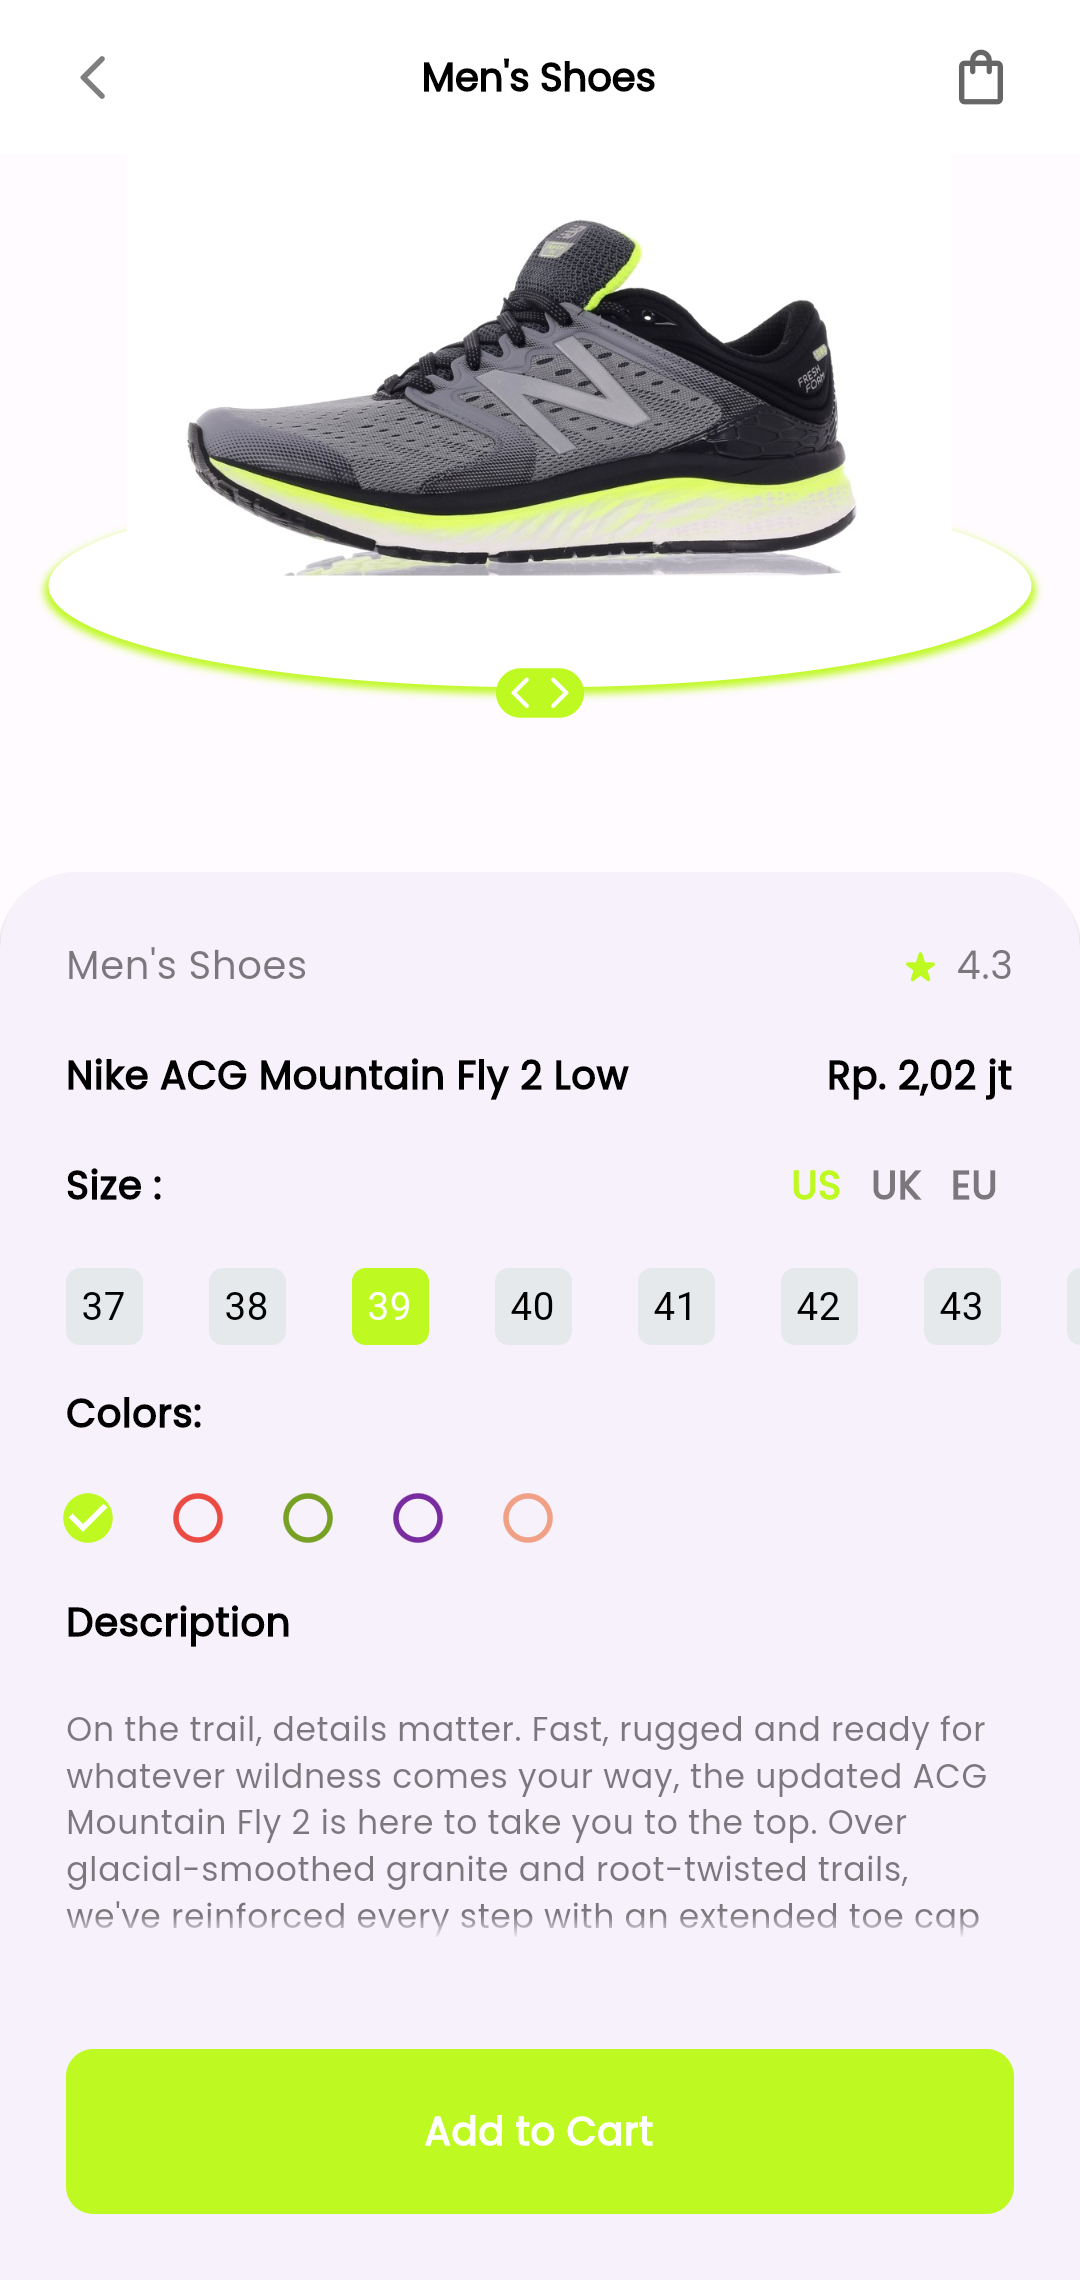 Men's Shoes
FRESH
FOAM
Men's Shoes
4.3
Nike ACG Mountain Fly 2 Low
Rp. 2,02 jt
Size :
US UK EU
37 38 39 40 41 42 43
Colors:
Description
On the trail, details matter. Fast, rugged and ready for
whatever wildness comes your way, the updated ACG
Mountain Fly 2 is here to take you to the top. Over
glacial-smoothed granite and root-twisted trails,
we've reinforced every step with an extended toe cap
Add to Cart